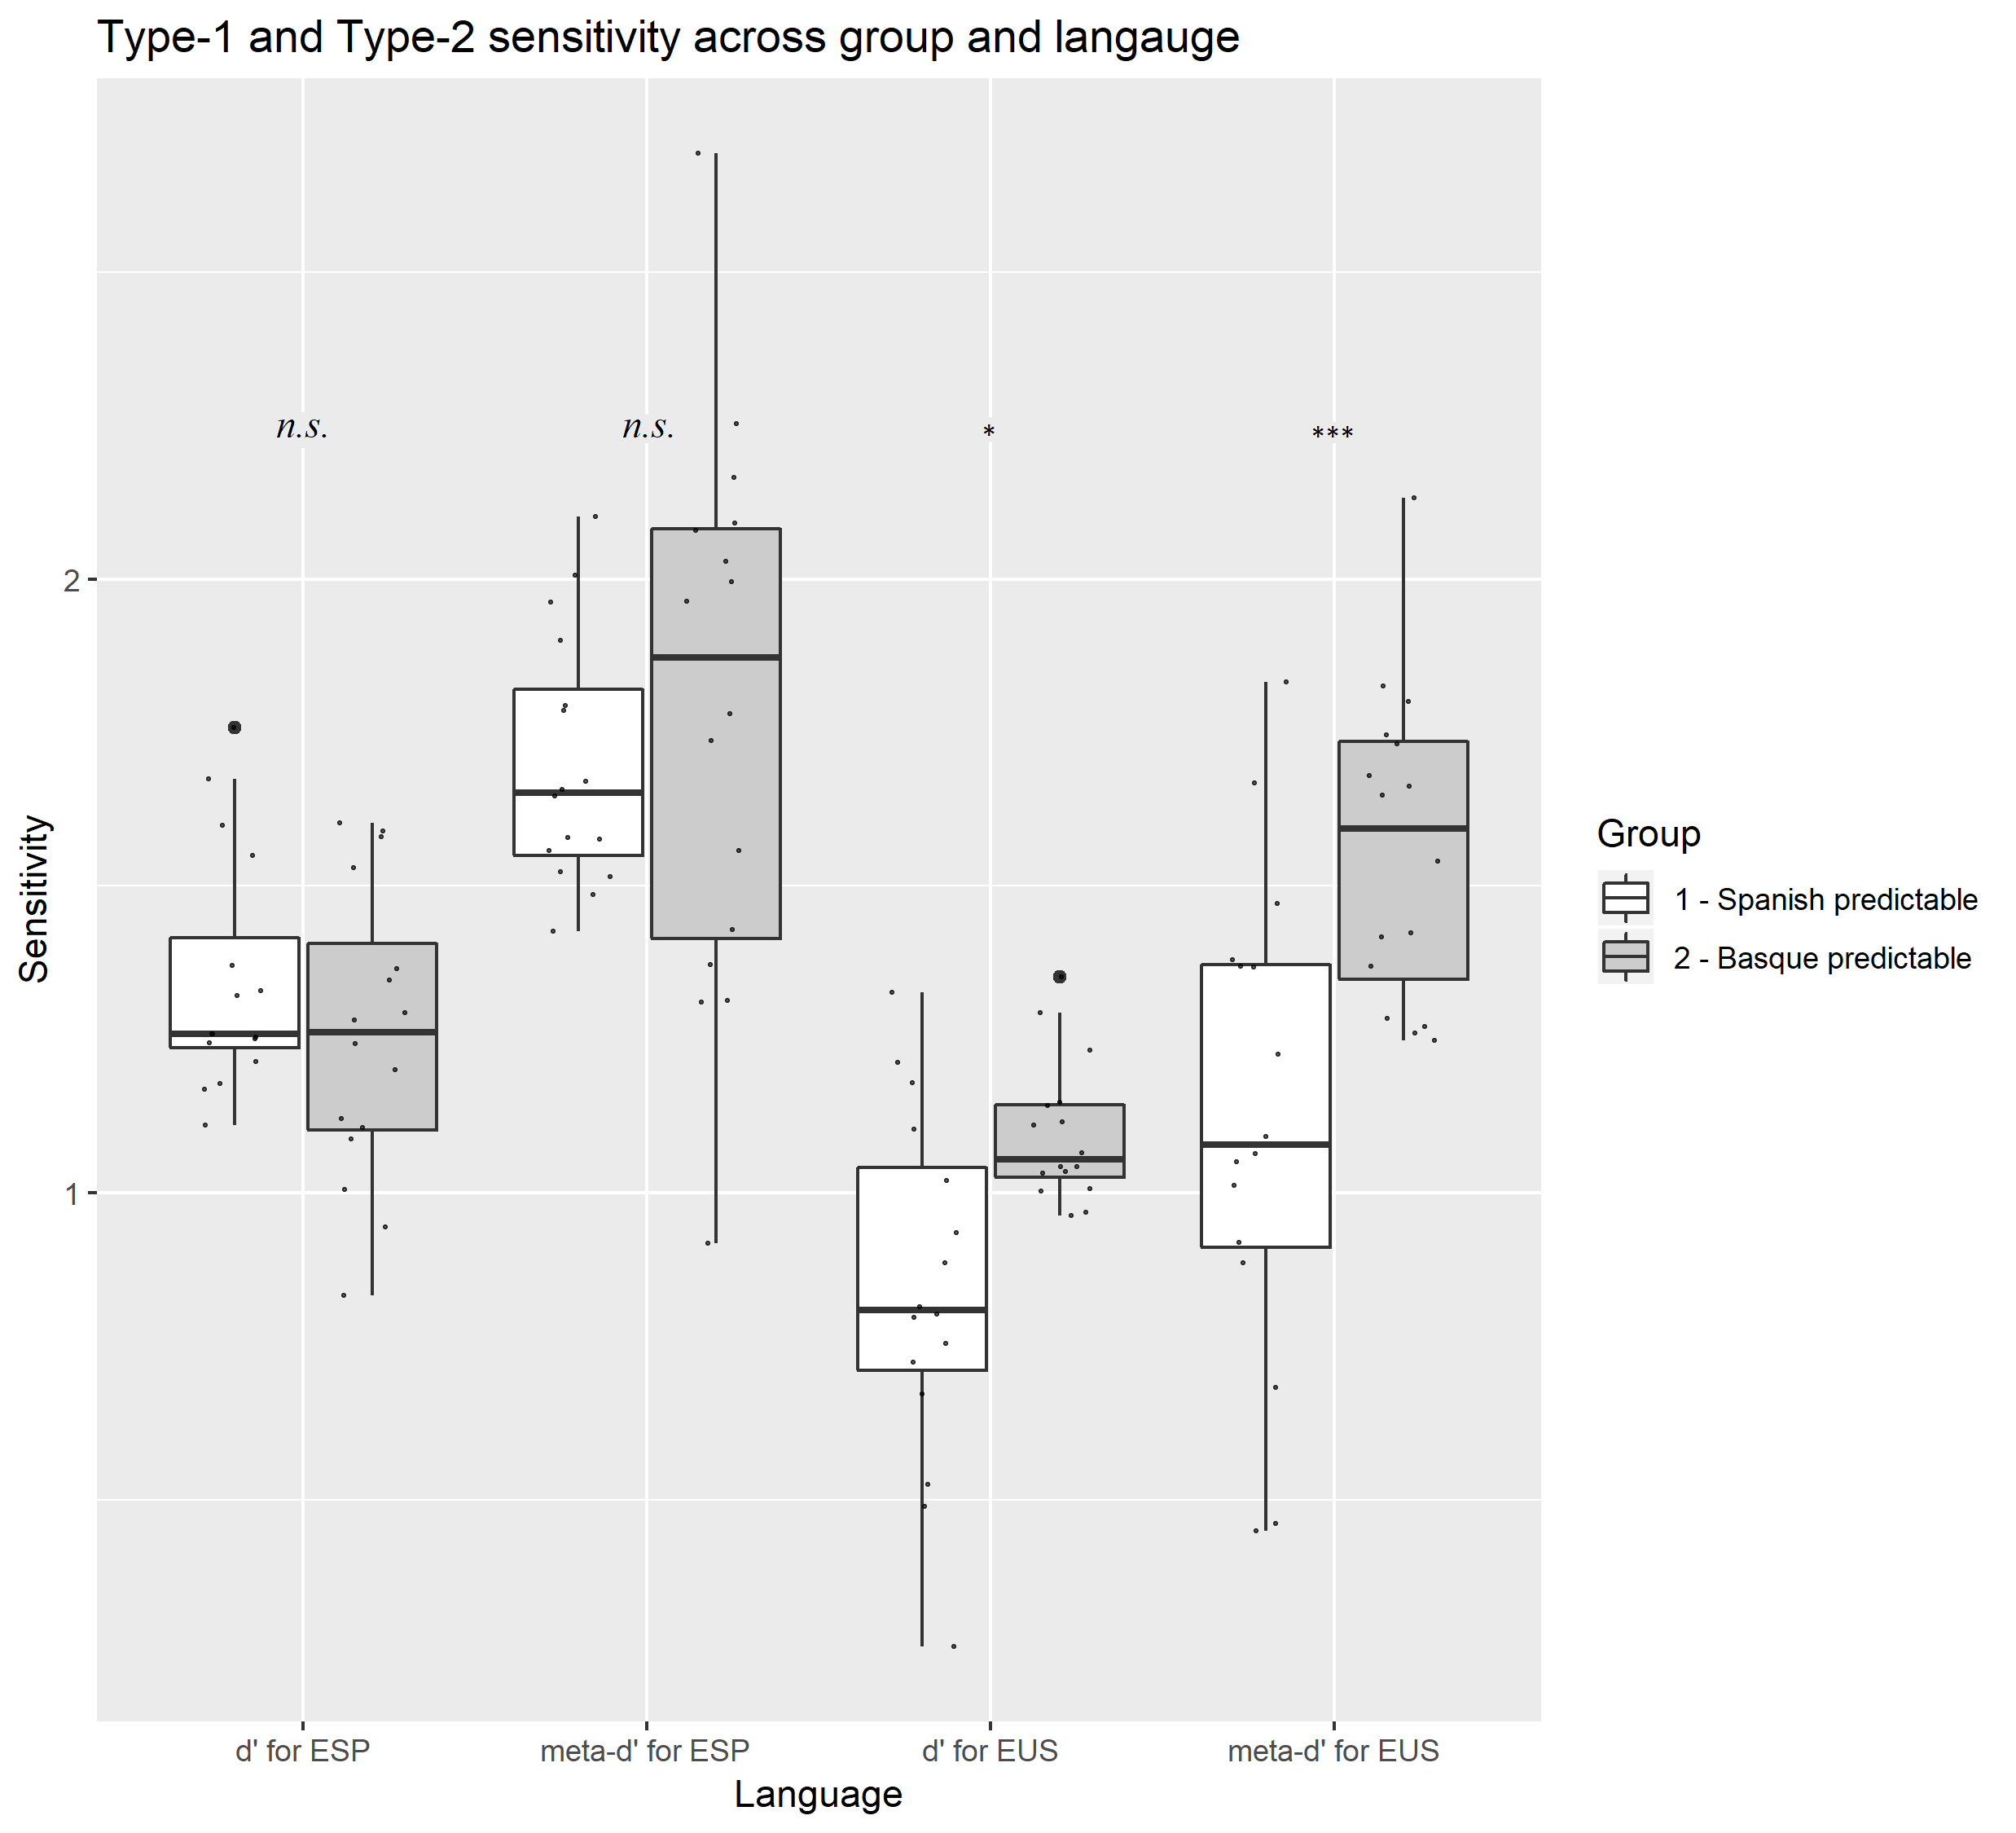 Type-1 and Type-2 sensitivity across group and langauge
n.s.
n.s.
*
***
2
1
Sensitivity
d' for ESP
meta-d' for ESP
d' for EUS
meta-d' for EUS
Language
Group
1 - Spanish predictable
2 - Basque predictable